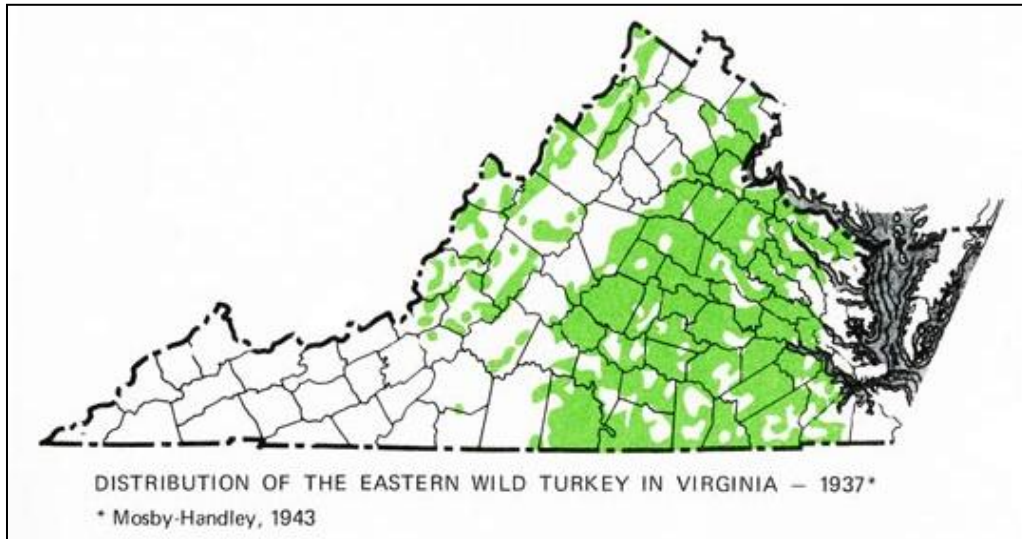 DISTRIBUTION OF THE EASTERN WILD TURKEY IN VIRGINIA – 1937*
* Mosby-Handley, 1943